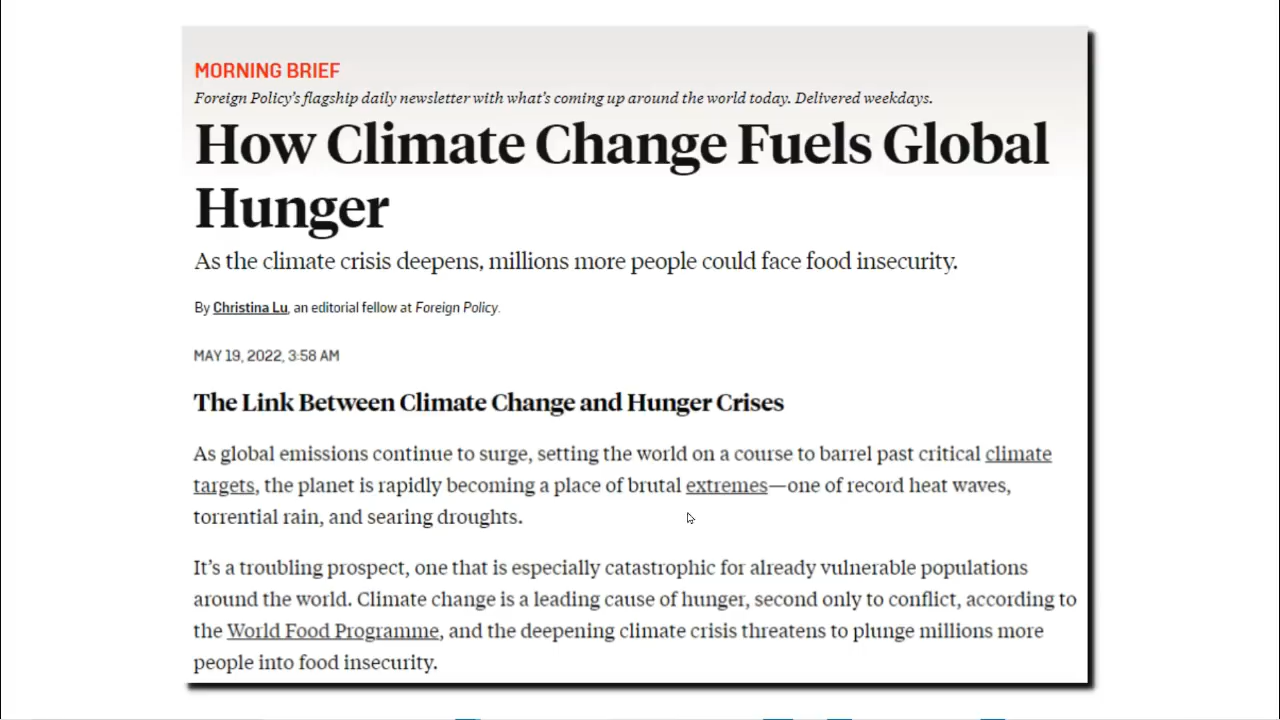 MORNING BRIEF
Foreign Policy’s flagship daily newsletter with what’s coming up around the world today. Delivered weekdays.
How Climate Change Fuels Global
Hunger
As the climate crisis deepens, millions more people could face food insecurity.
By Christina Lu, an editorial fellow at Foreign Policy.
MAY 19, 2022, 3:58 AM
The Link Between Climate Change and Hunger Crises
As global emissions continue to surge, setting the world on a course to barrel past critical climate
targets, the planet is rapidly becoming a place of brutal extremes—one of record heat waves,
torrential rain, and searing droughts.
It’s a troubling prospect, one that is especially catastrophic for already vulnerable populations
around the world. Climate change is a leading cause of hunger, second only to conflict, according to
the World Food Programme, and the deepening climate crisis threatens to plunge millions more
people into food insecurity.